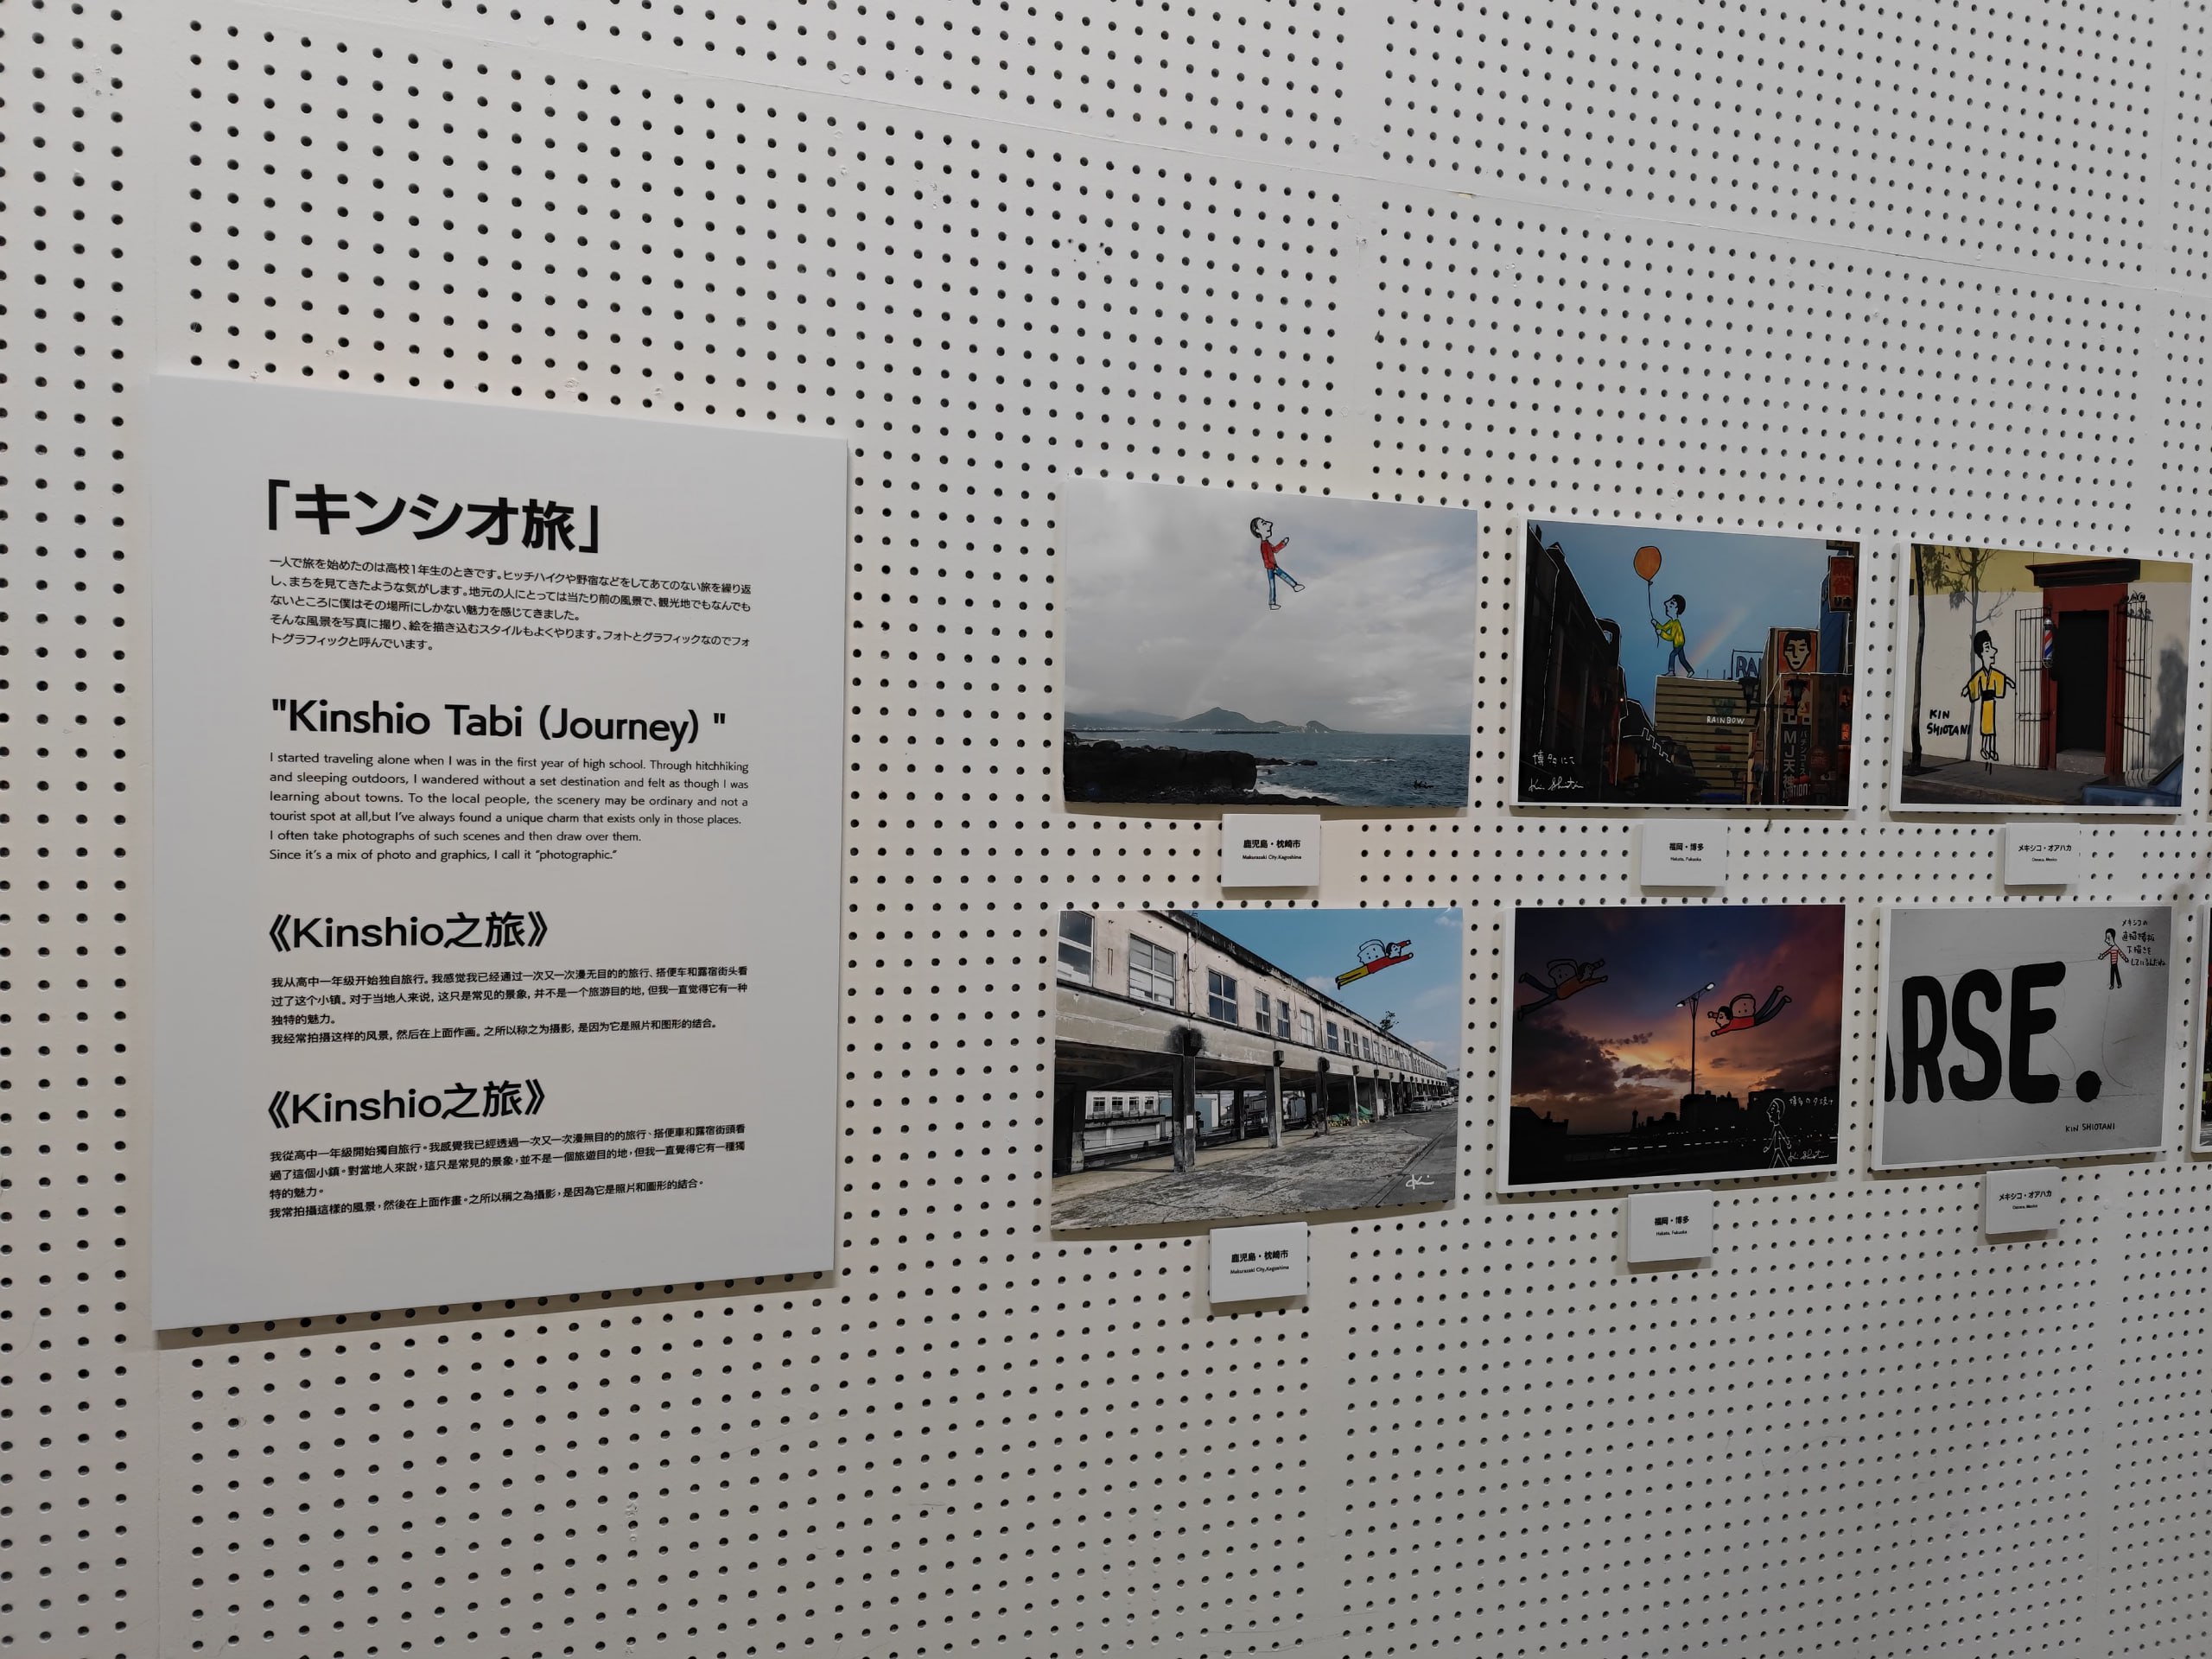 「キンシオ旅」
一人で旅を始めたのは高校1年生のときです。ヒッチハイクや野宿などをしてあてのない旅を繰り返
し、まちを見てきたような気がします。地元の人にとっては当たり前の風景で、観光地でもなんでも
ないところに僕はその場所にしかない魅力を感じてきました。
そんな風景を写真に撮り、絵を描き込むスタイルもよくやります。フォトとグラフィックなのでフォ
トグラフィックと呼んでいます。
"Kinshio Tabi (Journey) "
I started traveling alone when I was in the first year of high school. Through hitchhiking
and sleeping outdoors, I wandered without a set destination and felt as though I was
learning about towns. To the local people, the scenery may be ordinary and not a
tourist spot at all,but I've always found a unique charm that exists only in those places.
I often take photographs of such scenes and then draw over them.
Since it's a mix of photo and graphics, I call it "photographic."
《Kinshio之旅》
我从高中一年级开始独自旅行。我感觉我已经通过一次又一次漫无目的的旅行、搭便车和露宿街头看
过了这个小镇。对于当地人来说，这只是常见的景象，并不是一个旅游目的地，但我一直觉得它有一种
独特的魅力。
我经常拍摄这样的风景，然后在上面作画。之所以称之为摄影，是因为它是照片和图形的结合。
《Kinshio之旅》
我從高中一年級開始獨自旅行。我感覺我已經透過一次又一次漫無目的的旅行、搭便車和露宿街頭看
過了這個小鎮。對當地人來說，這只是常見的景象，並不是一個旅遊目的地，但我一直覺得它有一種獨
特的魅力。
我常拍攝這樣的風景，然後在上面作畫。之所以稱之為攝影，是因為它是照片和圖形的結合。
鹿児島・枕崎市
Makurazaki City,Kagoshima
RAINBOW
MJ天神
博多にて
福岡・博多
Hakata, Fukuoka
KIN
SHIOTANI
メキシコ・オアハカ
Oaxaca, Mexico
鹿児島・枕崎市
Makurazaki City,Kagoshima
福岡・博多
Hakata, Fukuoka
メキシコの
ARSE.
KIN SHIOTANI
メキシコ・オアハカ
Oaxaca, Mexico